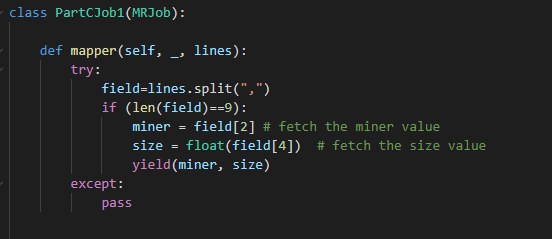 class PartCJob1(MRJob):
def mapper(self, _, lines):
try:
field=lines.split(",")
if (len(field)==9):
miner = field[2] # fetch the miner value
size = float(field[4])  # fetch the size value
yield(miner, size)
except:
pass